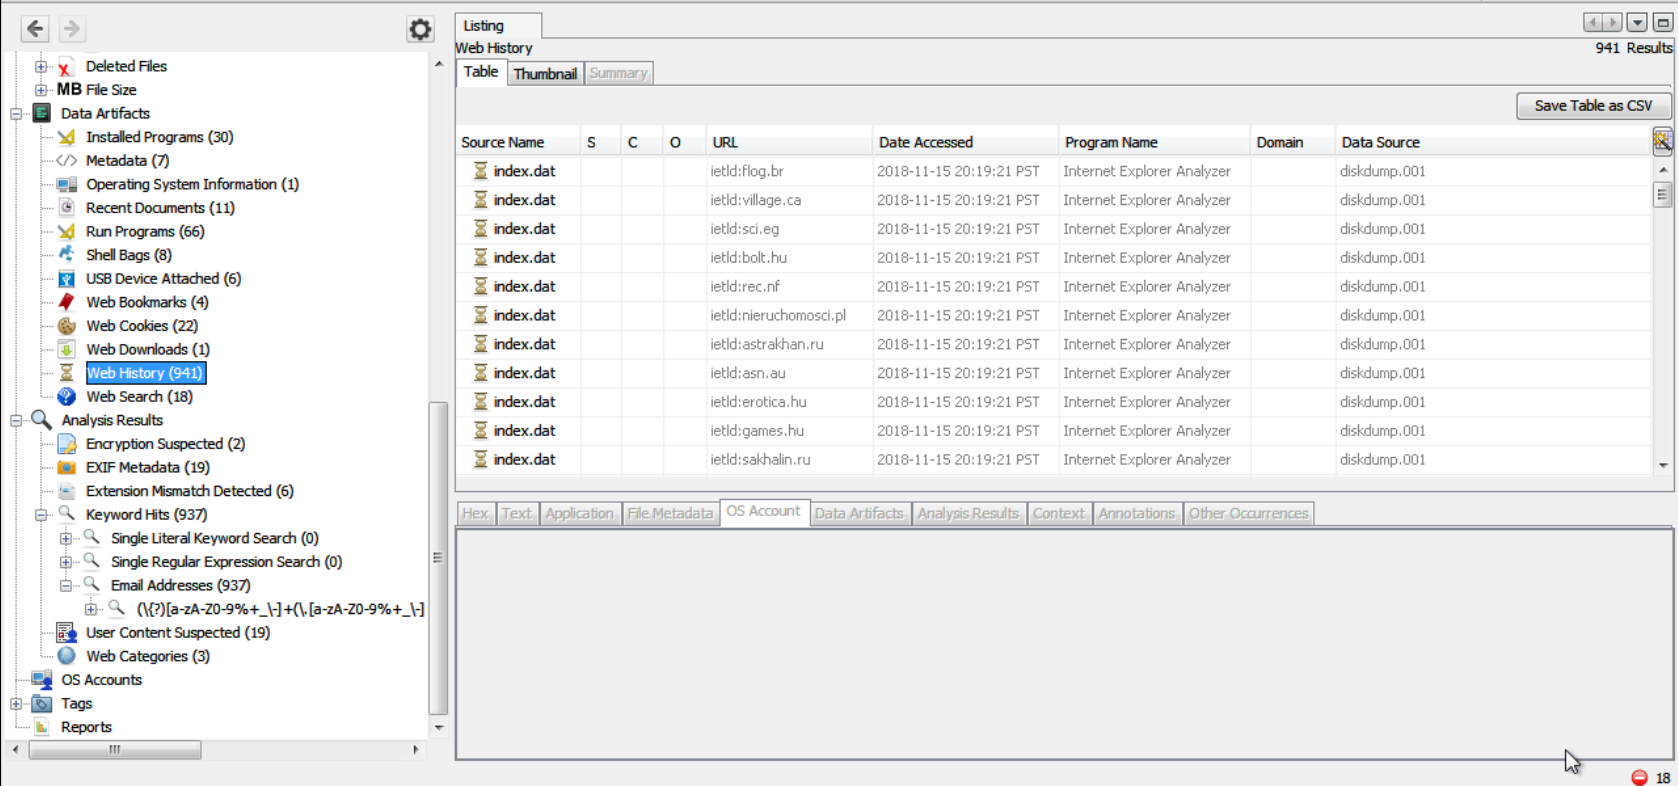 Deleted Files
MB File Size
Data Artifacts
Installed Programs (30)
Metadata (7)
Operating System Information (1)
Recent Documents (11)
Run Programs (66)
Shell Bags (8)
USB Device Attached (6)
Web Bookmarks (4)
Web Cookies (22)
Web Downloads (1)
Web History (941)
Web Search (18)
Analysis Results
Encryption Suspected (2)
EXIF Metadata (19)
Extension Mismatch Detected (6)
Keyword Hits (937)
Single Literal Keyword Search (0)
Single Regular Expression Search (0)
Email Addresses (937)
(\{?)[a-zA-Z0-9%+_\-]+(\.[a-zA-Z0-9%+_\-]
User Content Suspected (19)
Web Categories (3)
OS Accounts
Tags
Reports
Listing
Web History 941 Results
Table Thumbnail Summary
Save Table as CSV
Source Name S C O URL Date Accessed Program Name Domain Data Source
index.dat ietld:flog.br 2018-11-15 20:19:21 PST Internet Explorer Analyzer diskdump.001
index.dat ietld:village.ca 2018-11-15 20:19:21 PST Internet Explorer Analyzer diskdump.001
index.dat ietld:sci.eg 2018-11-15 20:19:21 PST Internet Explorer Analyzer diskdump.001
index.dat ietld:bolt.hu 2018-11-15 20:19:21 PST Internet Explorer Analyzer diskdump.001
index.dat ietld:rec.nf 2018-11-15 20:19:21 PST Internet Explorer Analyzer diskdump.001
index.dat ietld:nieruchomosci.pl 2018-11-15 20:19:21 PST Internet Explorer Analyzer diskdump.001
index.dat ietld:astrakhan.ru 2018-11-15 20:19:21 PST Internet Explorer Analyzer diskdump.001
index.dat ietld:asn.au 2018-11-15 20:19:21 PST Internet Explorer Analyzer diskdump.001
index.dat ietld:erotica.hu 2018-11-15 20:19:21 PST Internet Explorer Analyzer diskdump.001
index.dat ietld:games.hu 2018-11-15 20:19:21 PST Internet Explorer Analyzer diskdump.001
index.dat ietld:sakhalin.ru 2018-11-15 20:19:21 PST Internet Explorer Analyzer diskdump.001
Hex Text Application File Metadata OS Account Data Artifacts Analysis Results Context Annotations Other Occurrences
18